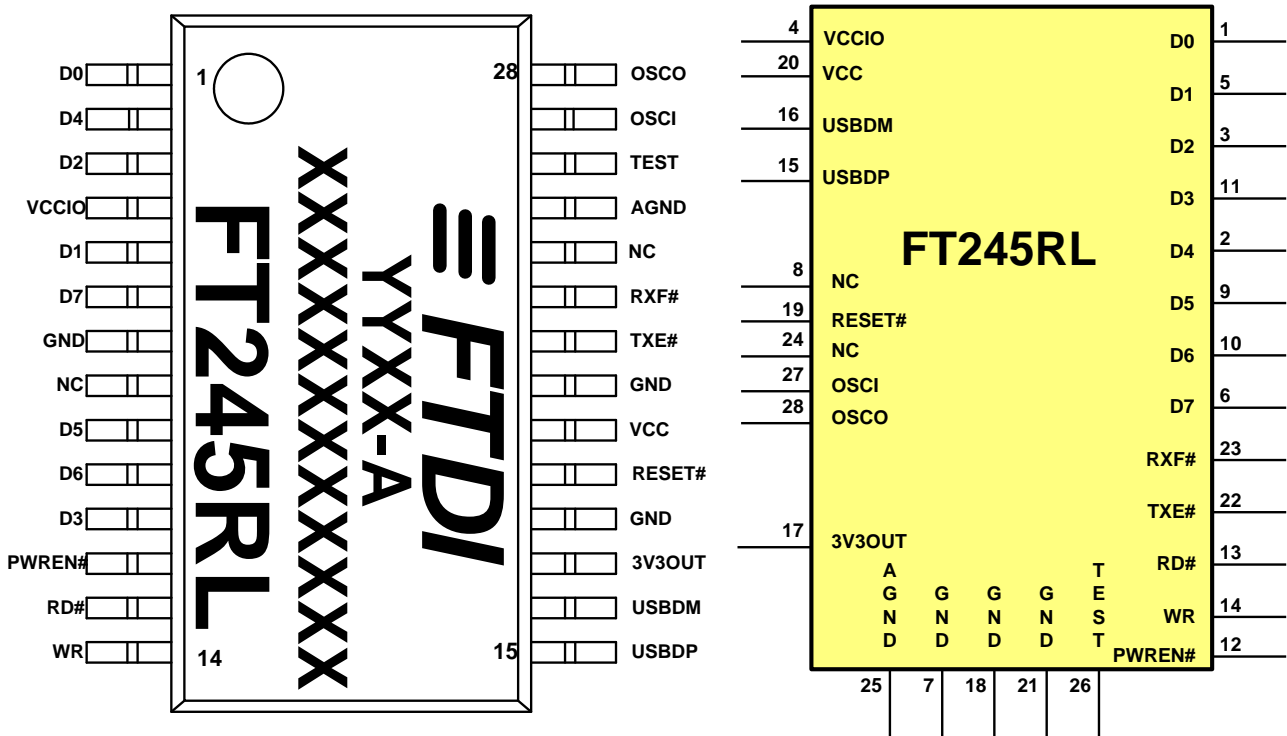 D0
D4
D2
VCCIO
D1
D7
GND
NC
D5
D6
D3
PWREN#
RD#
WR
1
28
14
15
FT245RL
XXXXXXXXXXXX
YYXX-A
FTDI
OSCO
OSCI
TEST
AGND
NC
RXF#
TXE#
GND
VCC
RESET#
GND
3V3OUT
USBDM
USBDP
FT245RL
4 VCCIO
20 VCC
16 USBDM
15 USBDP
8 NC
19 RESET#
24 NC
27 OSCI
28 OSCO
17 3V3OUT
D0 1
D1 5
D2 3
D3 11
D4 2
D5 9
D6 10
D7 6
RXF# 23
TXE# 22
RD# 13
WR 14
PWREN# 12
AGND
GND
GND
GND
TEST
25 7 18 21 26